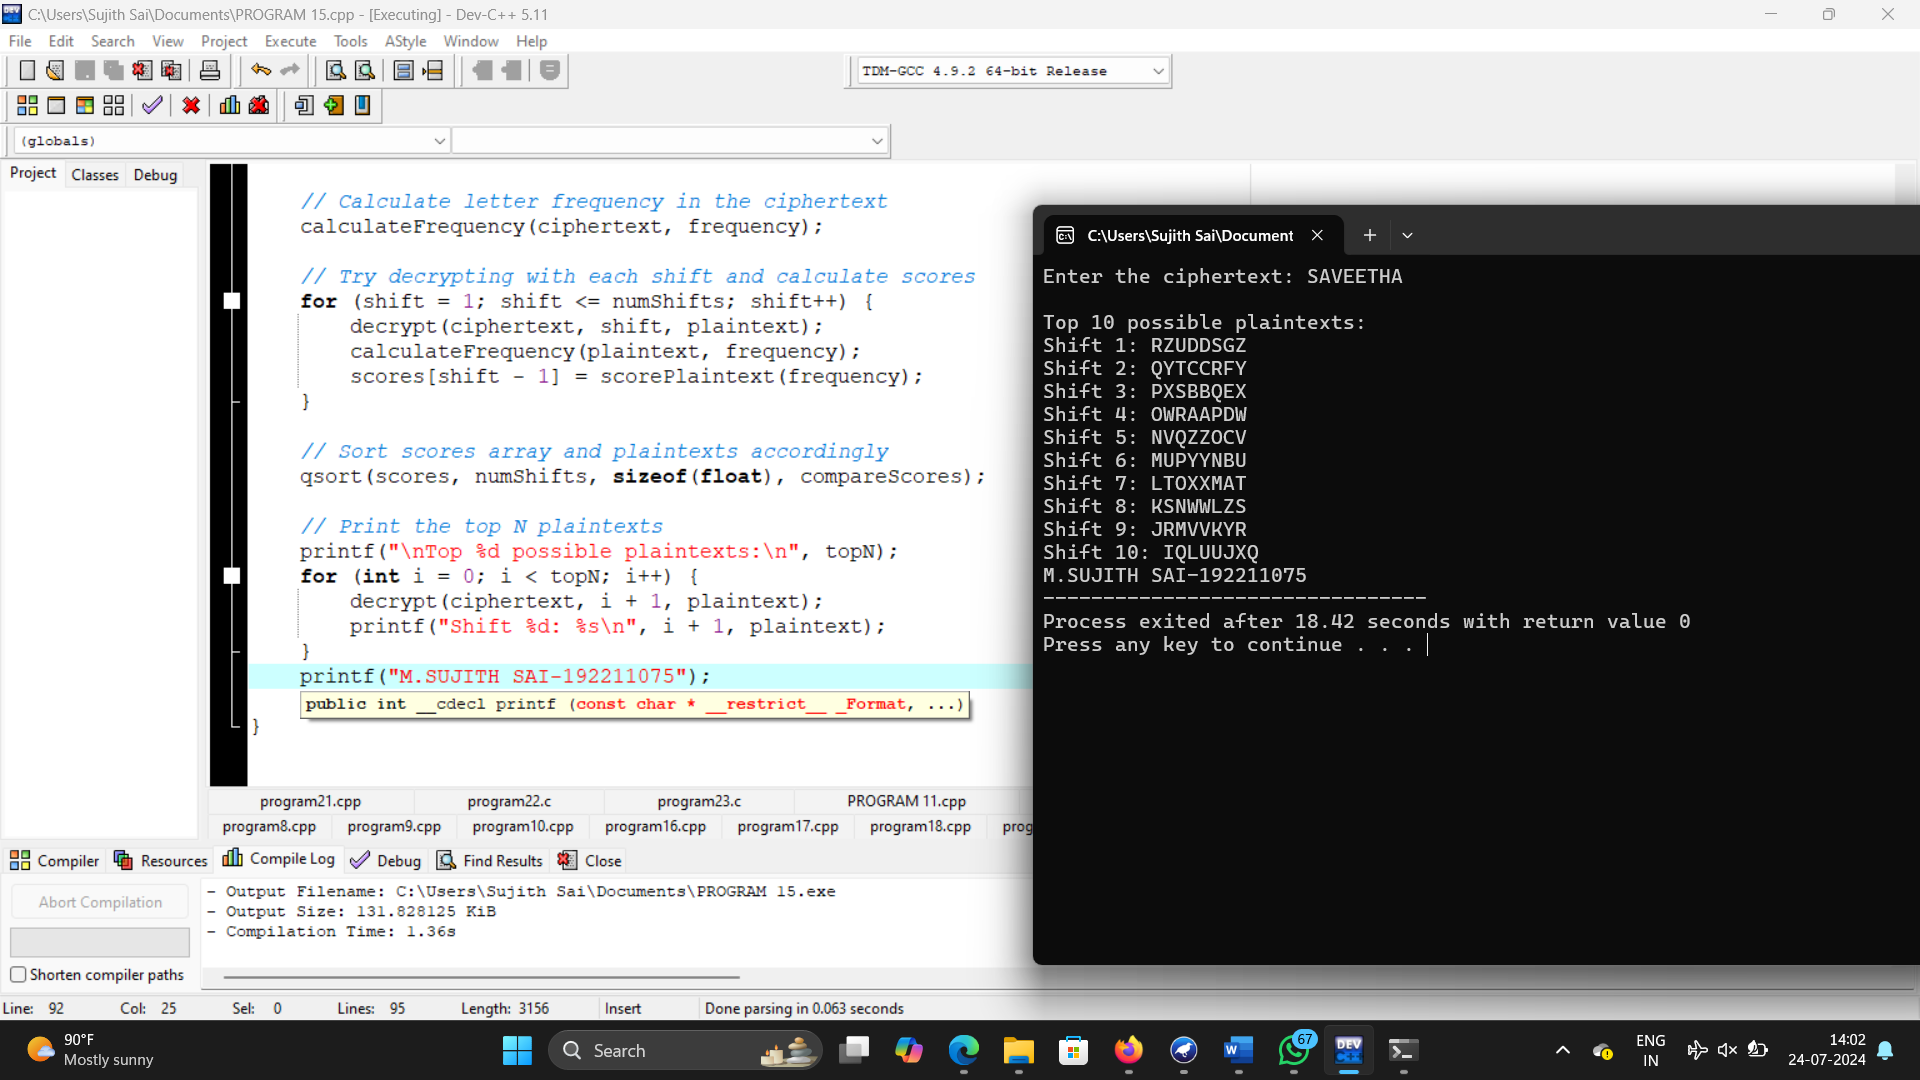 C:\Users\Sujith Sai\Documents\PROGRAM 15.cpp - [Executing] - Dev-C++ 5.11
File Edit Search View Project Execute Tools AStyle Window Help
TDM-GCC 4.9.2 64-bit Release
(globals)
Project Classes Debug
// Calculate letter frequency in the ciphertext
calculateFrequency(ciphertext, frequency);
// Try decrypting with each shift and calculate scores
for (shift = 1; shift <= numShifts; shift++) {
decrypt(ciphertext, shift, plaintext);
calculateFrequency(plaintext, frequency);
scores[shift - 1] = scorePlaintext(frequency);
}
// Sort scores array and plaintexts accordingly
qsort(scores, numShifts, sizeof(float), compareScores);
// Print the top N plaintexts
printf("\nTop %d possible plaintexts:\n", topN);
for (int i = 0; i < topN; i++) {
decrypt(ciphertext, i + 1, plaintext);
printf("Shift %d: %s\n", i + 1, plaintext);
}
printf("M.SUJITH SAI-192211075");
public int __cdecl printf (const char * __restrict__ _Format, ...)
}
C:\Users\Sujith Sai\Document
Enter the ciphertext: SAVEETHA
Top 10 possible plaintexts:
Shift 1: RZUDDSGZ
Shift 2: QYTCCRFY
Shift 3: PXSBBQEX
Shift 4: OWRAAPDW
Shift 5: NVQZZOCV
Shift 6: MUPYYNBU
Shift 7: LTOXXMAT
Shift 8: KSNWWLZS
Shift 9: JRMVVKYR
Shift 10: IQLUUJXQ
M.SUJITH SAI-192211075
--------------------------------
Process exited after 18.42 seconds with return value 0
Press any key to continue . . .
program21.cpp program22.c program23.c PROGRAM 11.cpp
program8.cpp program9.cpp program10.cpp program16.cpp program17.cpp program18.cpp prog
Compiler Resources Compile Log Debug Find Results Close
Abort Compilation
Shorten compiler paths
- Output Filename: C:\Users\Sujith Sai\Documents\PROGRAM 15.exe
- Output Size: 131.828125 KiB
- Compilation Time: 1.36s
Line: 92 Col: 25 Sel: 0 Lines: 95 Length: 3156 Insert Done parsing in 0.063 seconds
90°F
Mostly sunny
Search
67
DEV C++
ENG
IN
14:02
24-07-2024